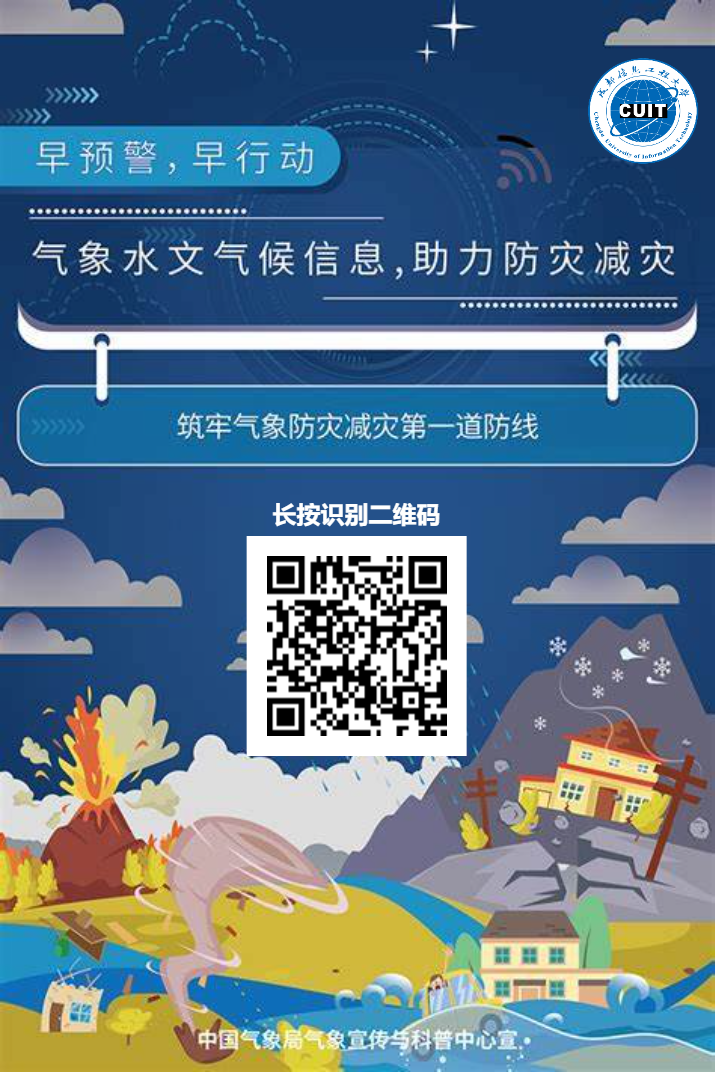 成都信息工程大学
CUIT
Chengdu University of Information Technology
早预警,早行动
气象水文气候信息,助力防灾减灾
筑牢气象防灾减灾第一道防线
长按识别二维码
中国气象局气象宣传与科普中心宣